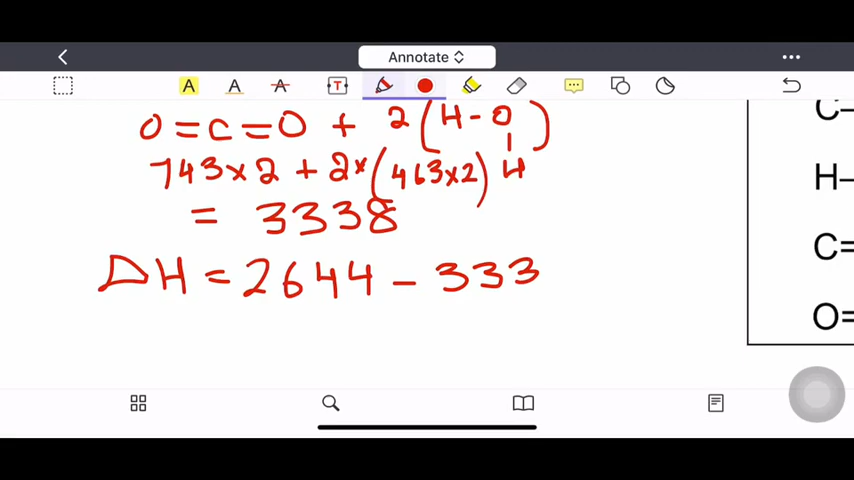 Annotate
A A A T
O=C=O + 2(H-O
743×2 + 2×(463×2) H
= 3338
ΔH = 2644 - 333
C-
H-
C=
O=